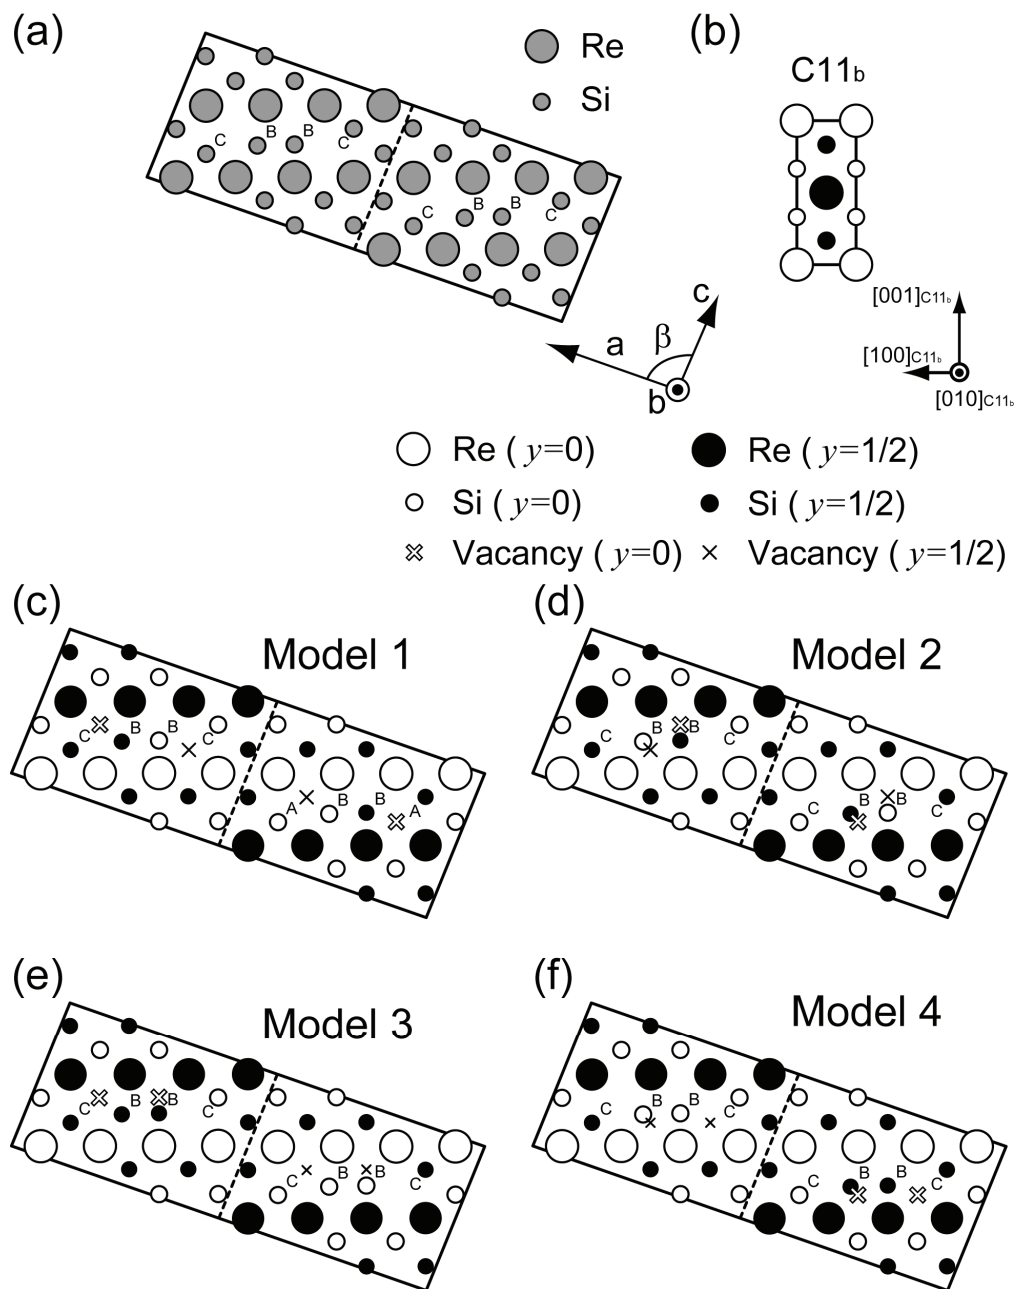 (a)
Re
Si
(b)
C11b
C B B C
C B B C
a β c
b
[001]C11b
[100]C11b
[010]C11b
Re ( y=0)
Re ( y=1/2)
Si ( y=0)
Si ( y=1/2)
Vacancy ( y=0)
Vacancy ( y=1/2)
(c)
Model 1
C B B C
A B B A
(d)
Model 2
C B B C
C B B C
(e)
Model 3
C B B C
C B B C
(f)
Model 4
C B B C
C B B C